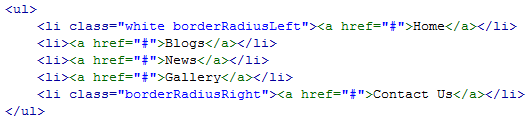 <ul>
    <li class="white borderRadiusLeft"><a href="#">Home</a></li>
    <li><a href="#">Blogs</a></li>
    <li><a href="#">News</a></li>
    <li><a href="#">Gallery</a></li>
    <li class="borderRadiusRight"><a href="#">Contact Us</a></li>
</ul>